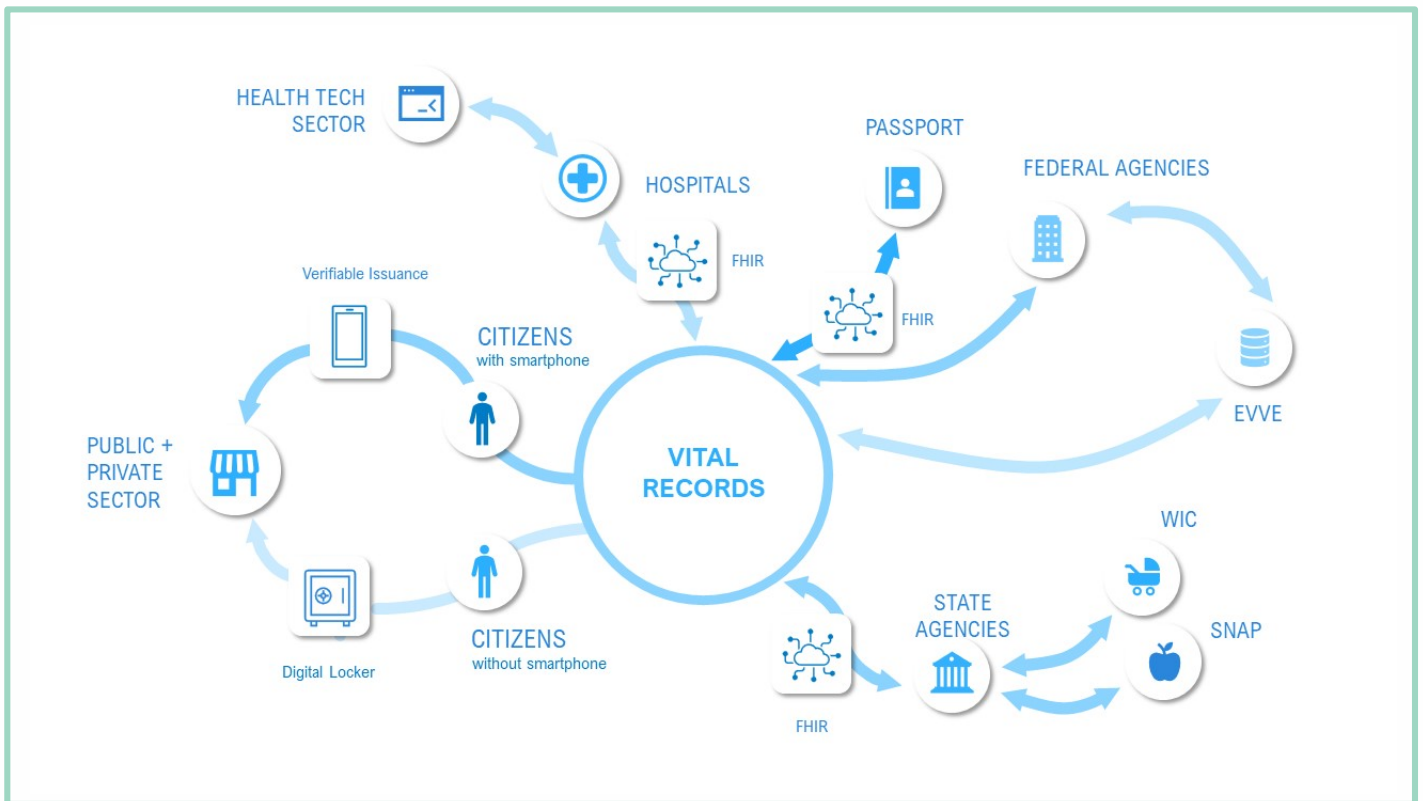 HEALTH TECH
SECTOR
HOSPITALS
FHIR
PASSPORT
FHIR
FEDERAL AGENCIES
EVVE
Verifiable Issuance
CITIZENS
with smartphone
PUBLIC +
PRIVATE
SECTOR
VITAL
RECORDS
CITIZENS
without smartphone
Digital Locker
FHIR
STATE
AGENCIES
WIC
SNAP